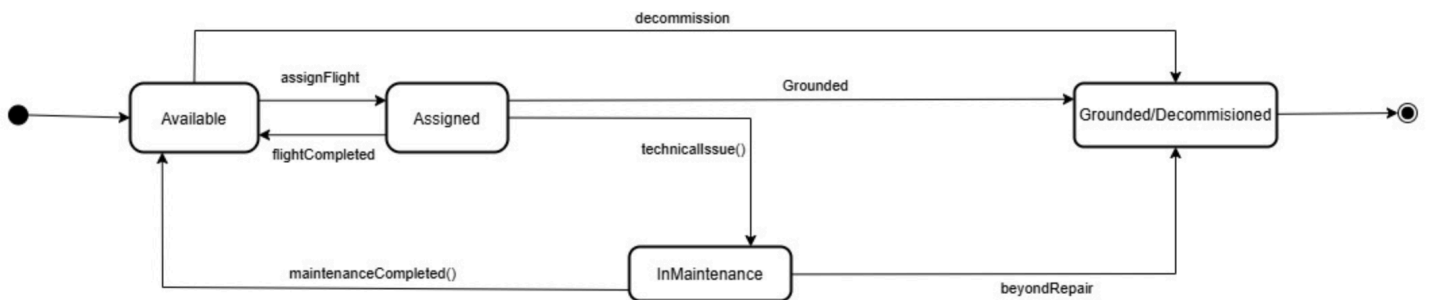 decommission
assignFlight
Grounded
Available
Assigned
Grounded/Decommisioned
flightCompleted
technicalIssue()
maintenanceCompleted()
InMaintenance
beyondRepair